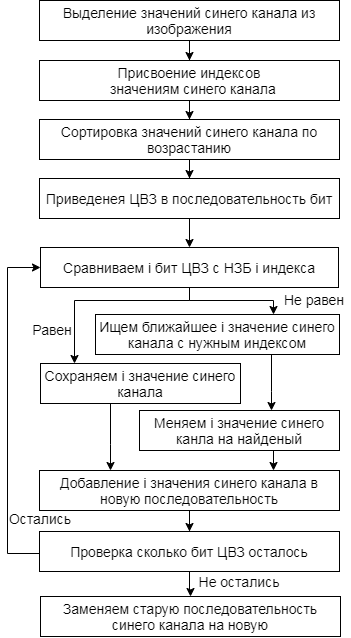 Выделение значений синего канала из
изображения
Присвоение индексов
значениям синего канала
Сортировка значений синего канала по
возрастанию
Приведенея ЦВЗ в последовательность бит
Сравниваем i бит ЦВЗ с НЗБ i индекса
Не равен
Равен
Ищем ближайшее i значение синего
канала с нужным индексом
Сохраняем i значение синего
канала
Меняем i значение синего
канла на найденый
Добавление i значения синего канала в
новую последовательность
Остались
Проверка сколько бит ЦВЗ осталось
Не остались
Заменяем старую последовательность
синего канала на новую